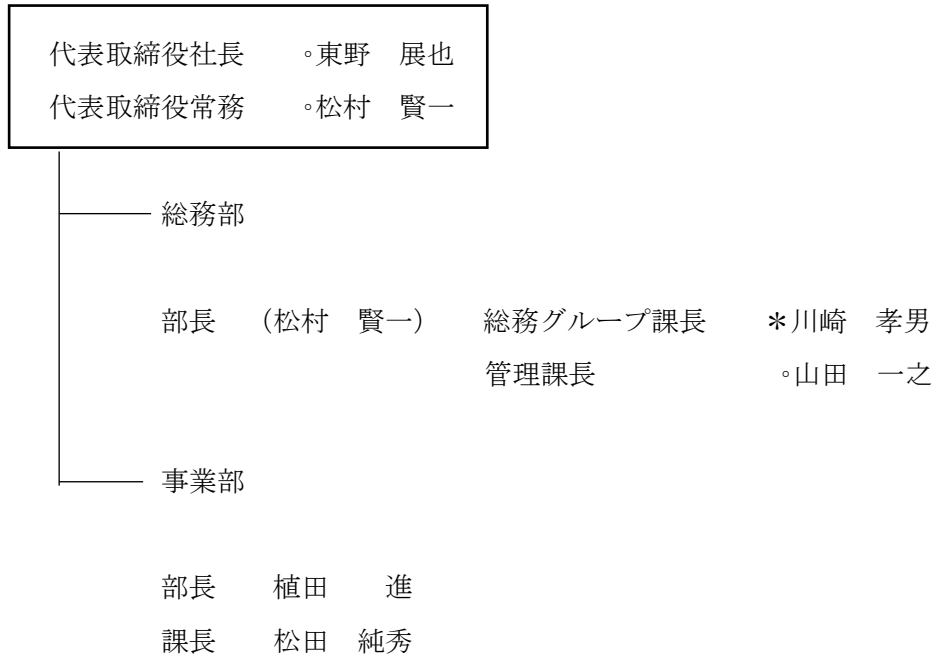 代表取締役社長　◦東野　展也
代表取締役常務　◦松村　賢一
総務部
部長　（松村　賢一）　総務グループ課長　＊川崎　孝男
管理課長　◦山田　一之
事業部
部長　植田　進
課長　松田　純秀